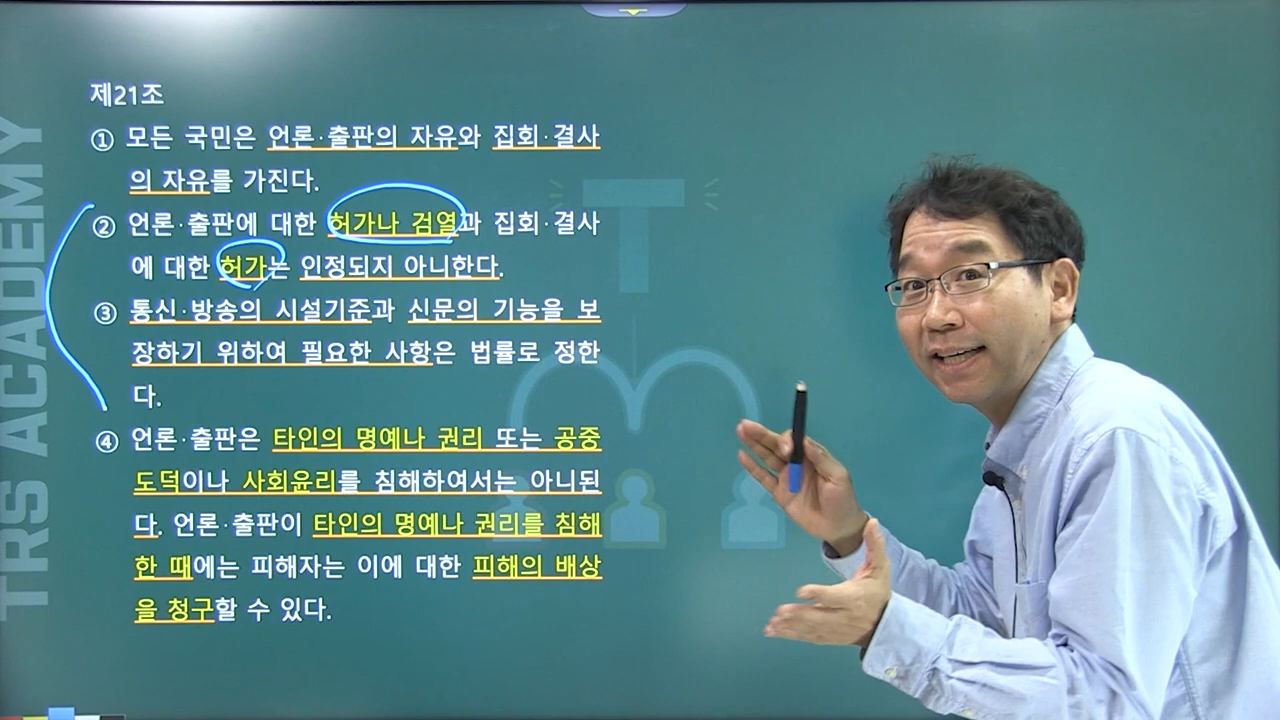 제21조
① 모든 국민은 언론·출판의 자유와 집회·결사
의 자유를 가진다.
② 언론·출판에 대한 허가나 검열과 집회·결사
에 대한 허가는 인정되지 아니한다.
③ 통신·방송의 시설기준과 신문의 기능을 보
장하기 위하여 필요한 사항은 법률로 정한
다.
④ 언론·출판은 타인의 명예나 권리 또는 공중
도덕이나 사회윤리를 침해하여서는 아니된
다. 언론·출판이 타인의 명예나 권리를 침해
한 때에는 피해자는 이에 대한 피해의 배상
을 청구할 수 있다.
TRS ACADEMY